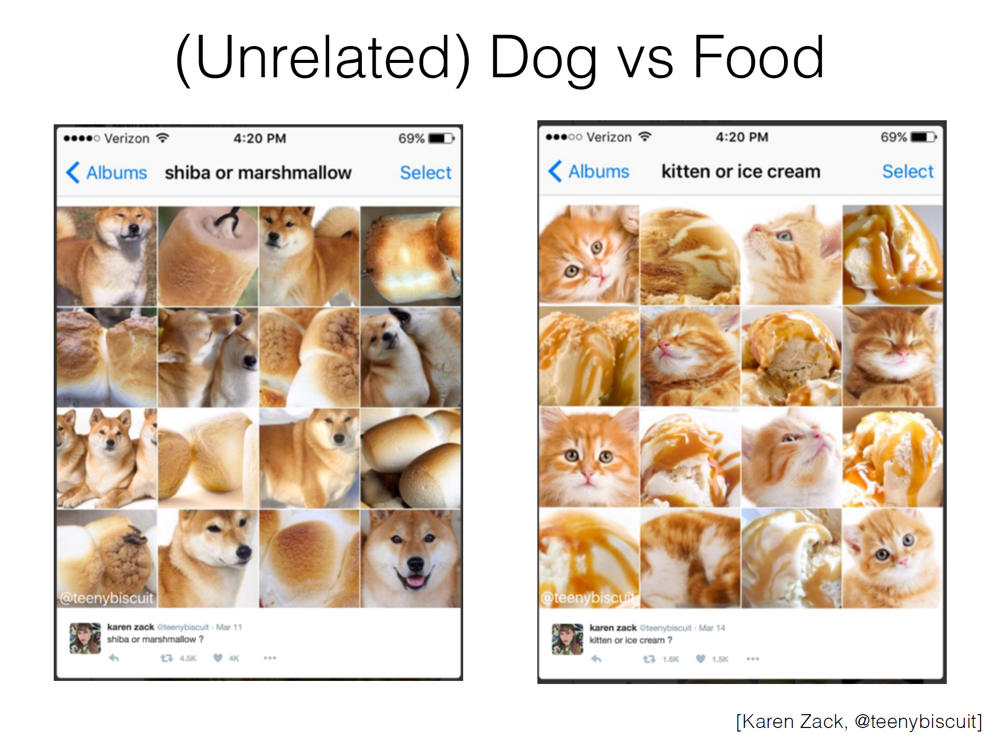 (Unrelated) Dog vs Food
Verizon 4:20 PM 69%
Albums shiba or marshmallow Select
@teenybiscuit
karen zack @teenybiscuit · Mar 11
shiba or marshmallow ?
4.5K 4K
Verizon 4:20 PM 69%
Albums kitten or ice cream Select
@teenybiscuit
karen zack @teenybiscuit · Mar 14
kitten or ice cream ?
1.6K 1.5K
[Karen Zack, @teenybiscuit]